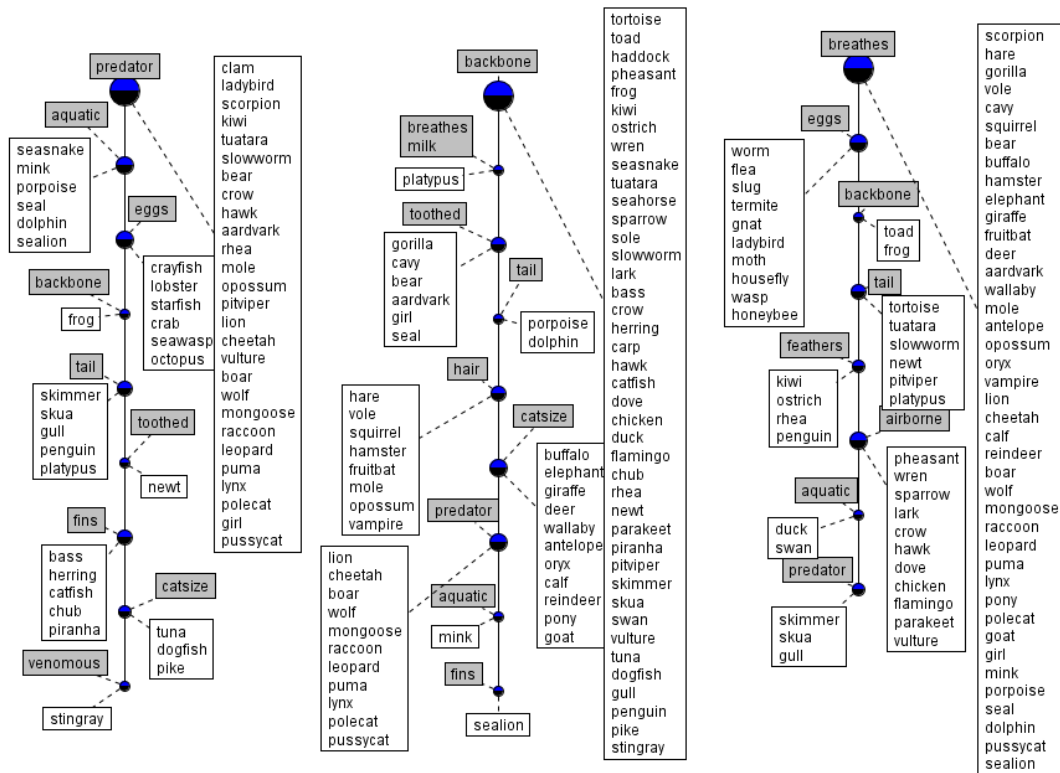 predator
clam
ladybird
scorpion
kiwi
tuatara
slowworm
bear
crow
hawk
aardvark
rhea
mole
opossum
pitviper
lion
cheetah
vulture
boar
wolf
mongoose
raccoon
leopard
puma
lynx
polecat
girl
pussycat
aquatic
seasnake
mink
porpoise
seal
dolphin
sealion
eggs
crayfish
lobster
starfish
crab
seawasp
octopus
backbone
frog
tail
skimmer
skua
gull
penguin
platypus
toothed
newt
fins
bass
herring
catfish
chub
piranha
catsize
tuna
dogfish
pike
venomous
stingray
backbone
tortoise
toad
haddock
pheasant
frog
kiwi
ostrich
wren
seasnake
tuatara
seahorse
sparrow
sole
slowworm
lark
bass
crow
herring
carp
hawk
catfish
dove
chicken
duck
flamingo
chub
rhea
newt
parakeet
piranha
pitviper
skimmer
skua
swan
vulture
tuna
dogfish
gull
penguin
pike
stingray
breathes
milk
platypus
toothed
gorilla
cavy
bear
aardvark
girl
seal
tail
porpoise
dolphin
hair
hare
vole
squirrel
hamster
fruitbat
mole
opossum
vampire
catsize
buffalo
elephant
giraffe
deer
wallaby
antelope
oryx
calf
reindeer
pony
goat
predator
lion
cheetah
boar
wolf
mongoose
raccoon
leopard
puma
lynx
polecat
pussycat
aquatic
mink
fins
sealion
breathes
scorpion
hare
gorilla
vole
cavy
squirrel
bear
buffalo
hamster
elephant
giraffe
fruitbat
deer
aardvark
wallaby
mole
antelope
opossum
oryx
vampire
lion
cheetah
calf
reindeer
boar
wolf
mongoose
raccoon
leopard
puma
lynx
pony
polecat
goat
girl
mink
porpoise
seal
dolphin
pussycat
sealion
eggs
worm
flea
slug
termite
gnat
ladybird
moth
housefly
wasp
honeybee
backbone
toad
frog
tail
tortoise
tuatara
slowworm
newt
pitviper
platypus
feathers
kiwi
ostrich
rhea
penguin
airborne
pheasant
wren
sparrow
lark
crow
hawk
dove
chicken
flamingo
parakeet
vulture
aquatic
duck
swan
predator
skimmer
skua
gull